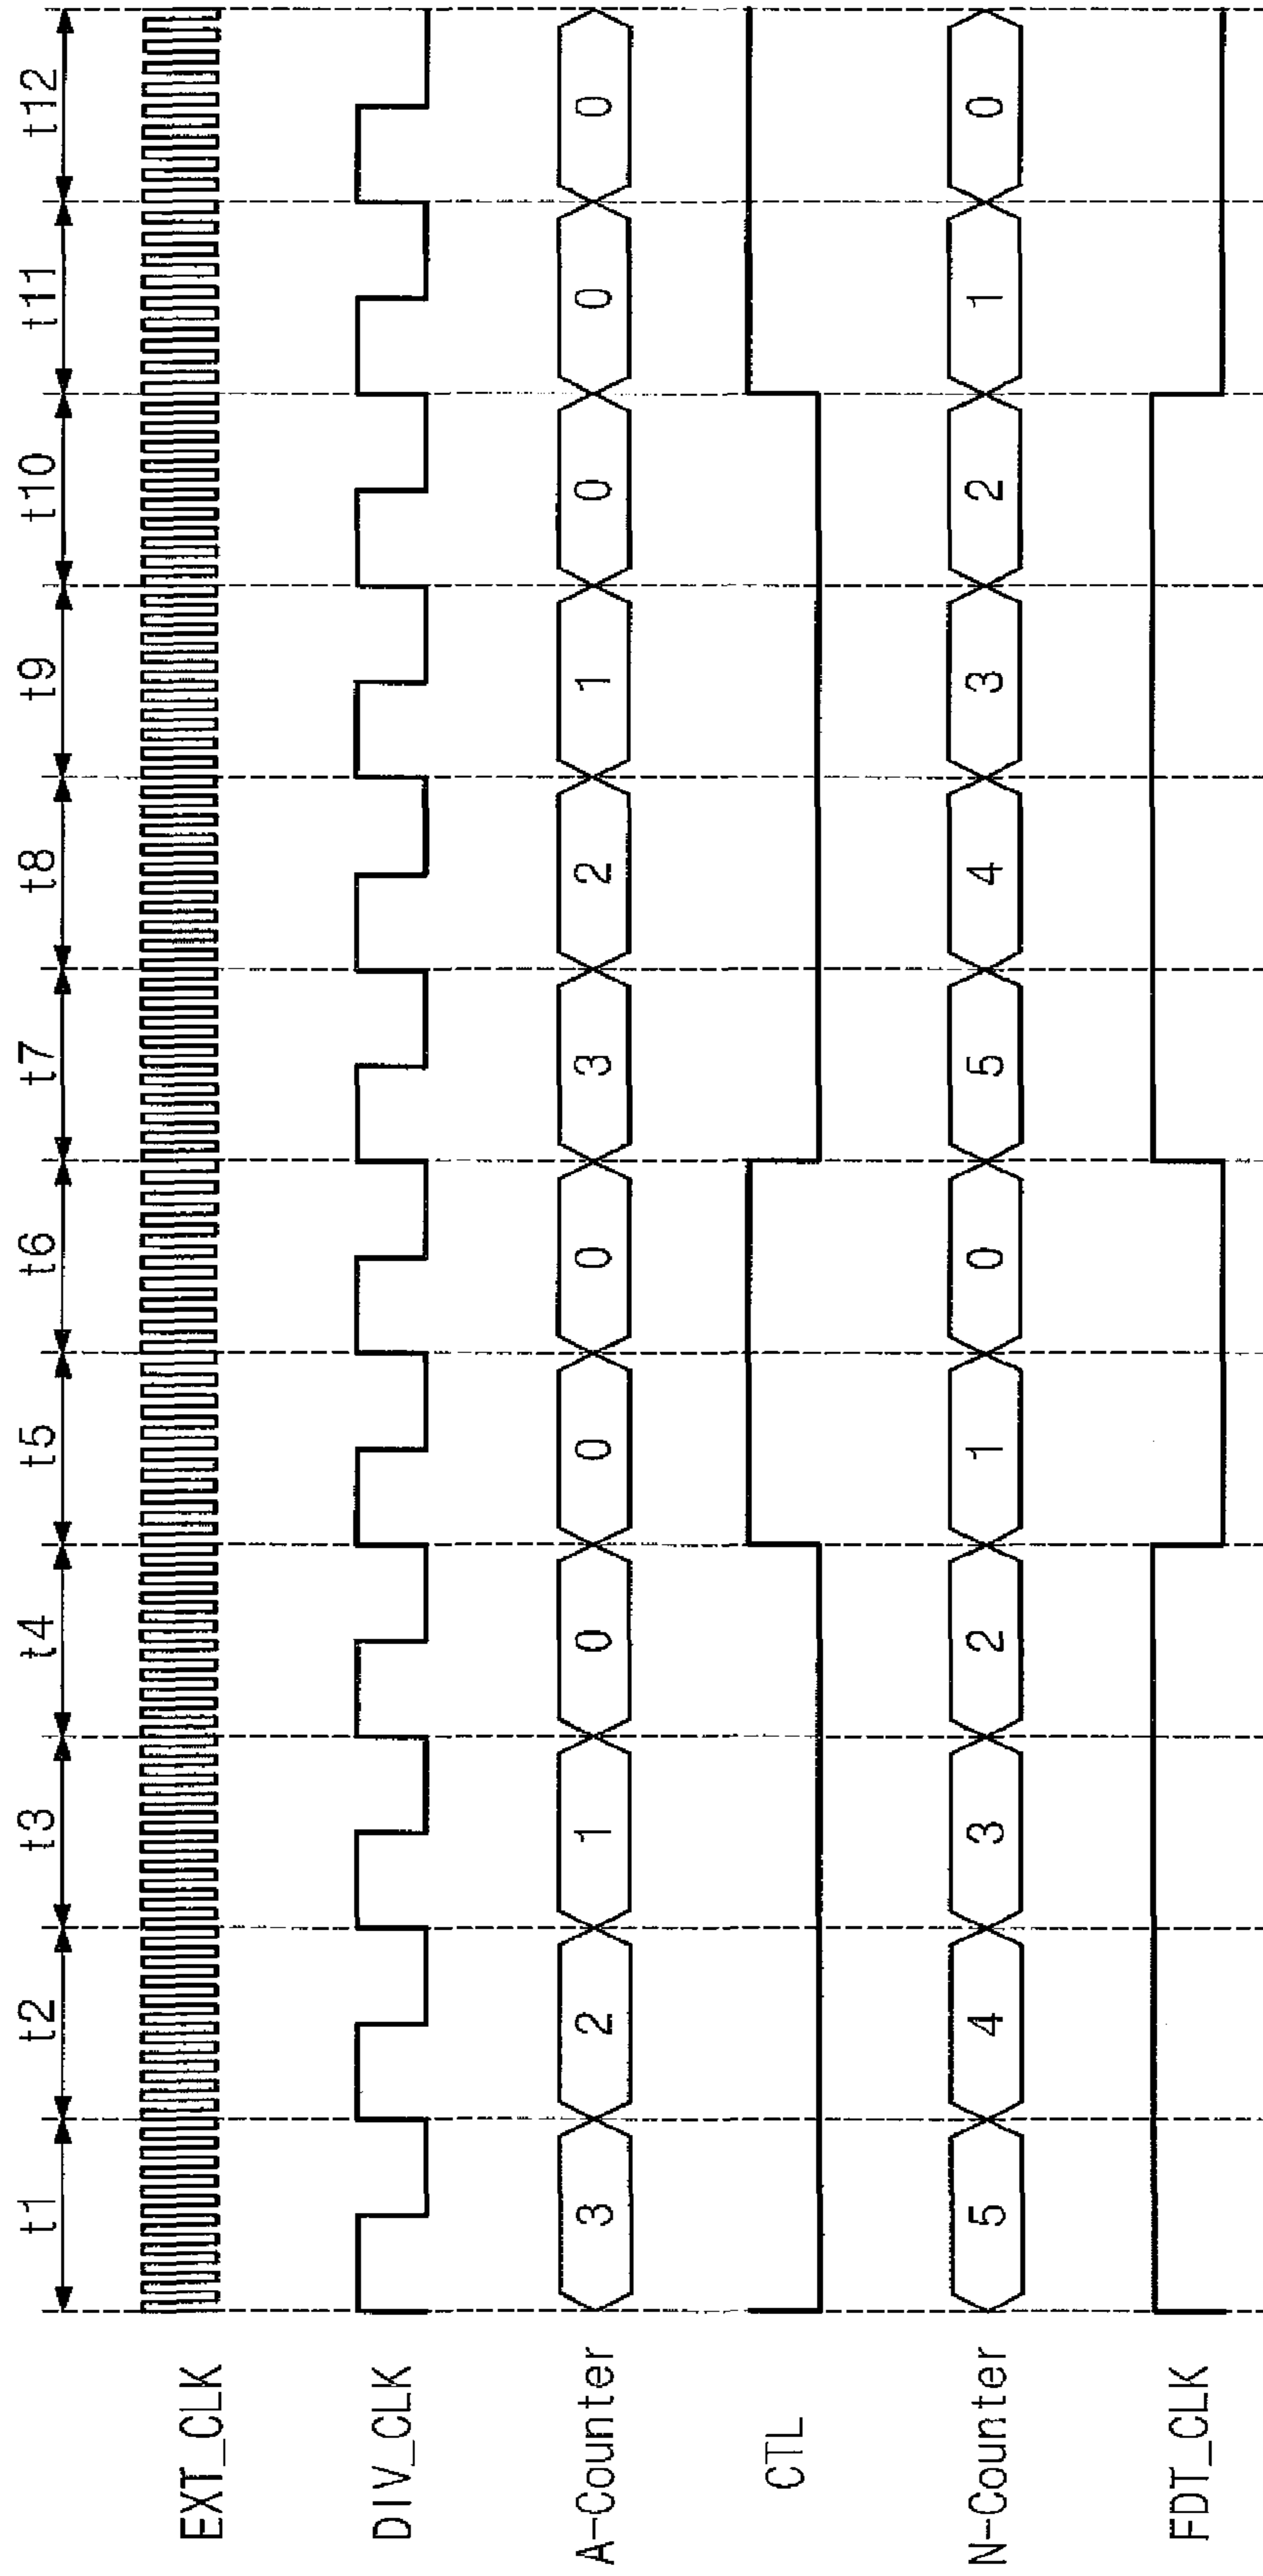 t1 t2 t3 t4 t5 t6 t7 t8 t9 t10 t11 t12
EXT_CLK
DIV_CLK
A-Counter 3 2 1 0 0 0 3 2 1 0 0 0
CTL
N-Counter 5 4 3 2 1 0 5 4 3 2 1 0
FDT_CLK